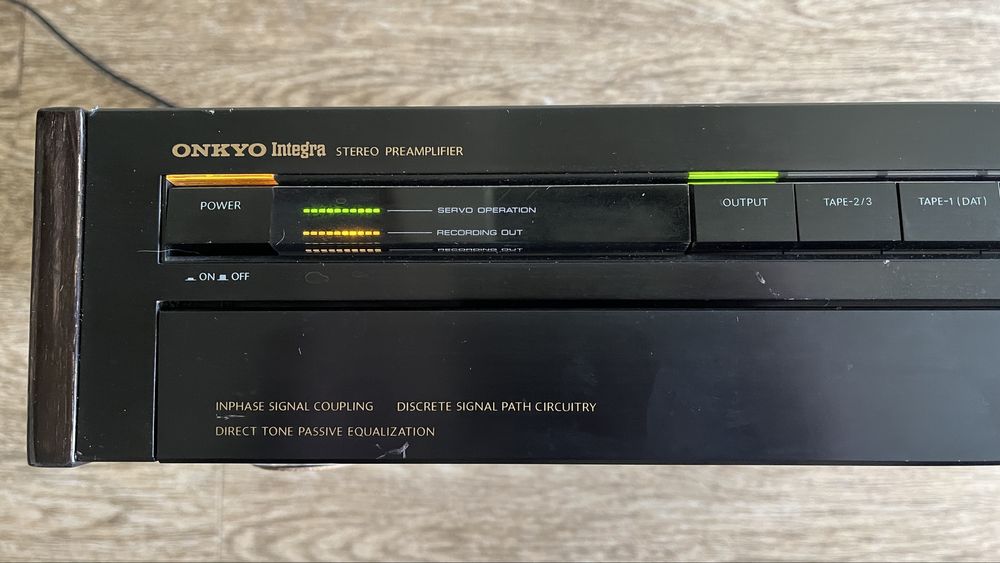 ONKYO Integra STEREO PREAMPLIFIER
POWER
SERVO OPERATION
RECORDING OUT
RECORDING OUT
OUTPUT
TAPE-2/3
TAPE-1 (DAT)
ON OFF
INPHASE SIGNAL COUPLING DISCRETE SIGNAL PATH CIRCUITRY
DIRECT TONE PASSIVE EQUALIZATION